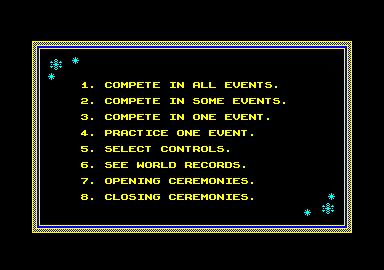 1. COMPETE IN ALL EVENTS.
2. COMPETE IN SOME EVENTS.
3. COMPETE IN ONE EVENT.
4. PRACTICE ONE EVENT.
5. SELECT CONTROLS.
6. SEE WORLD RECORDS.
7. OPENING CEREMONIES.
8. CLOSING CEREMONIES.